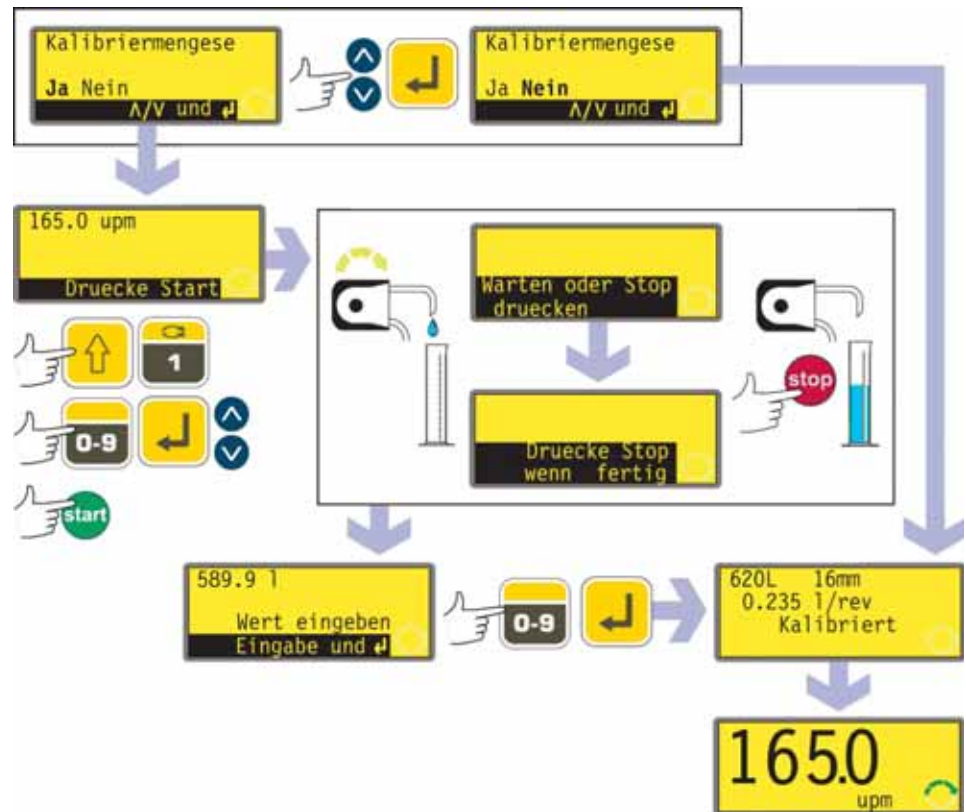 Kalibriermengese
Ja Nein
∧/∨ und ↵
Kalibriermengese
Ja Nein
∧/∨ und ↵
165.0 upm
Druecke Start
1
0-9
start
Warten oder Stop
druecken
Druecke Stop
wenn fertig
stop
589.9 l
Wert eingeben
Eingabe und ↵
0-9
620L 16mm
0.235 l/rev
Kalibriert
165.0
upm